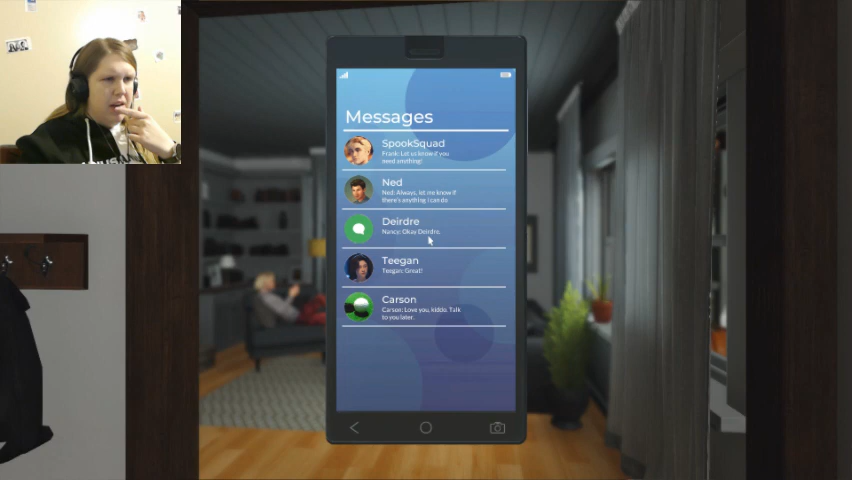 Messages
SpookSquad
Frank: Let us know if you
need anything!
Ned
Ned: Always, let me know if
there's anything I can do
Deirdre
Nancy: Okay Deirdre.
Teegan
Teegan: Great!
Carson
Carson: Love you, kiddo. Talk
to you later.